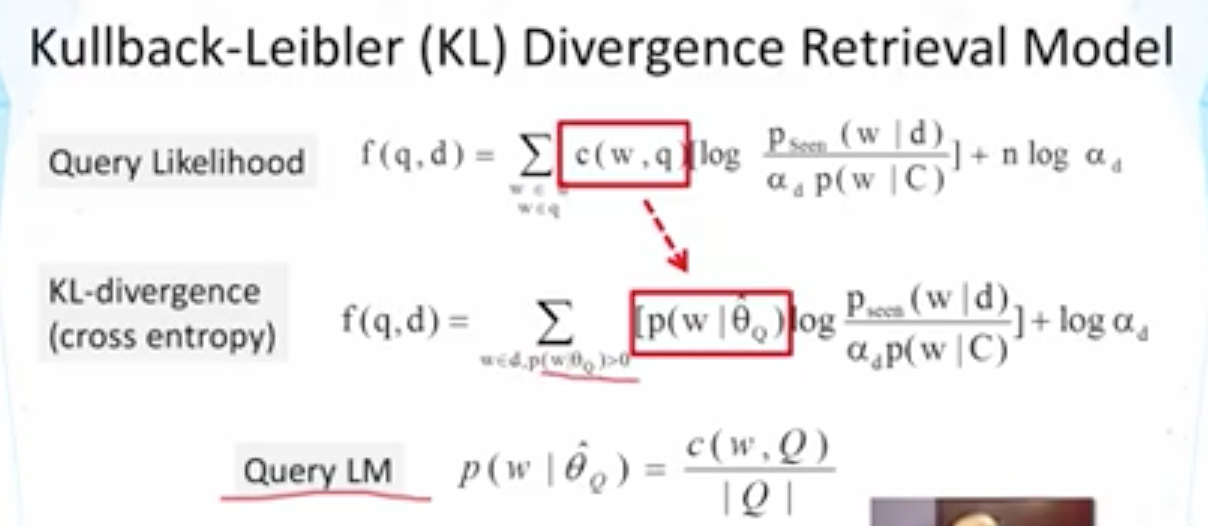 Kullback-Leibler (KL) Divergence Retrieval Model
Query Likelihood f(q,d) = ∑ w∈ w∈q c(w,q)[log p_Seen(w|d) / α_d p(w|C)] + n log α_d
KL-divergence
(cross entropy) f(q,d) = ∑ w∈d,p(w|θ_Q)>0 [p(w|θ̂_Q) log p_seen(w|d) / α_d p(w|C)] + log α_d
Query LM p(w|θ̂_Q) = c(w,Q) / |Q|